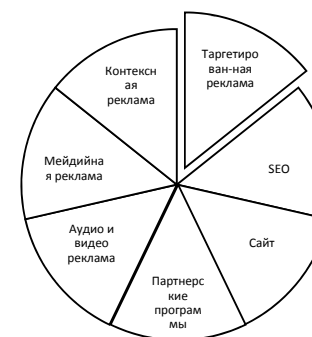 Таргетиро
ван-ная
реклама
SEO
Сайт
Партнерс
кие
програм
мы
Аудио и
видео
реклама
Мейдийна
я реклама
Контексн
ая
реклама